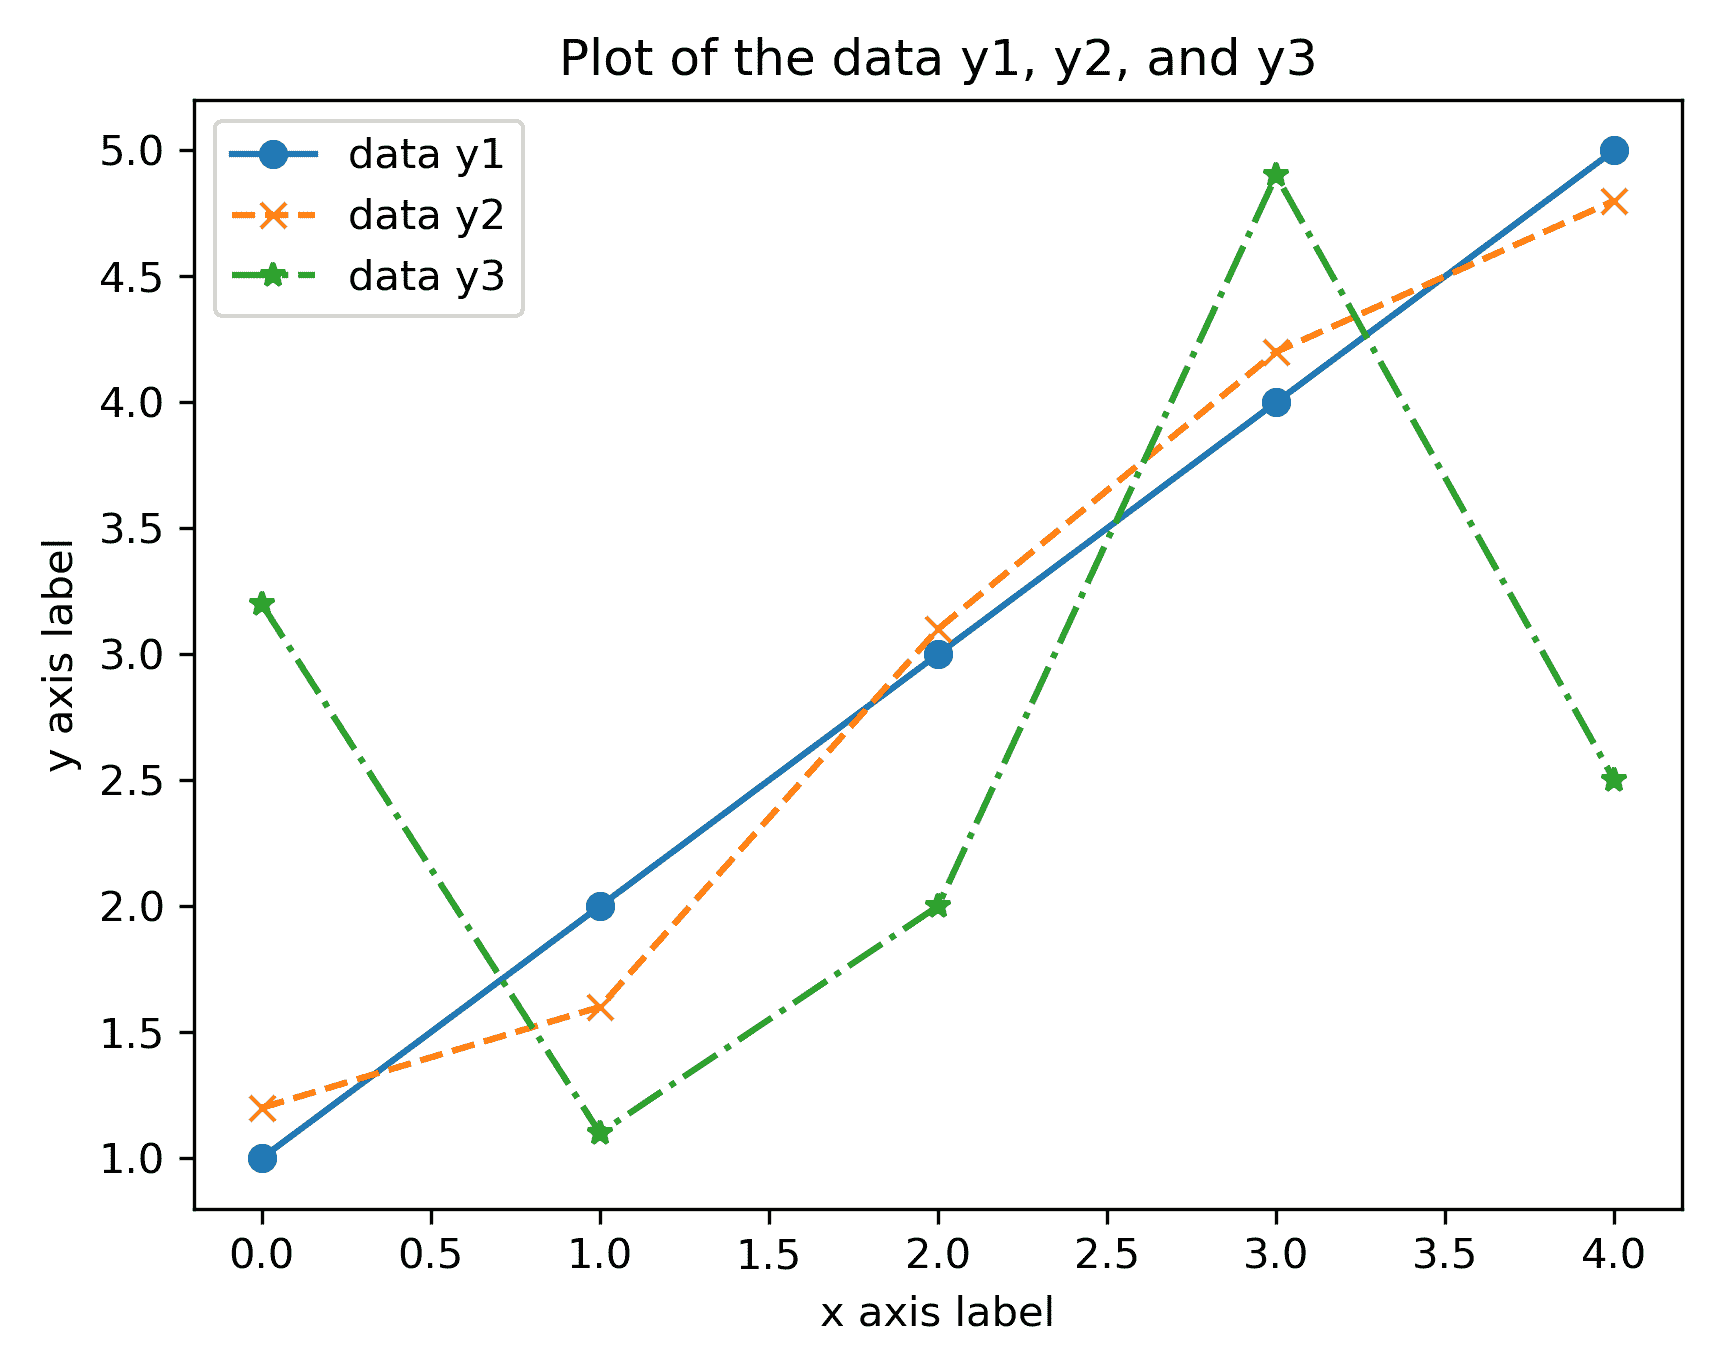 Plot of the data y1, y2, and y3
data y1
data y2
data y3
5.0
4.5
4.0
3.5
3.0
2.5
2.0
1.5
1.0
y axis label
0.0 0.5 1.0 1.5 2.0 2.5 3.0 3.5 4.0
x axis label